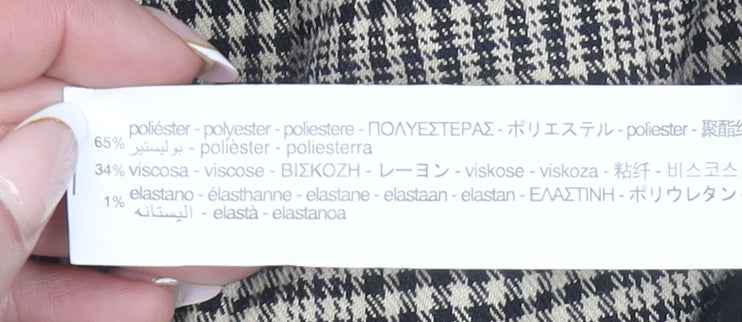 65% poliéster - polyester - poliestere - ΠΟΛΥΕΣΤΕΡΑΣ - ポリエステル - poliester - 聚酯纤
بوليستير - polièster - poliesterra
34% viscosa - viscose - ΒΙΣΚΟΖΗ - レーヨン - viskose - viskoza - 粘纤 - 비스코스
1% elastano - élasthanne - elastane - elastaan - elastan - ΕΛΑΣΤΙΝΗ - ポリウレタン
اليستانه - elastà - elastanoa